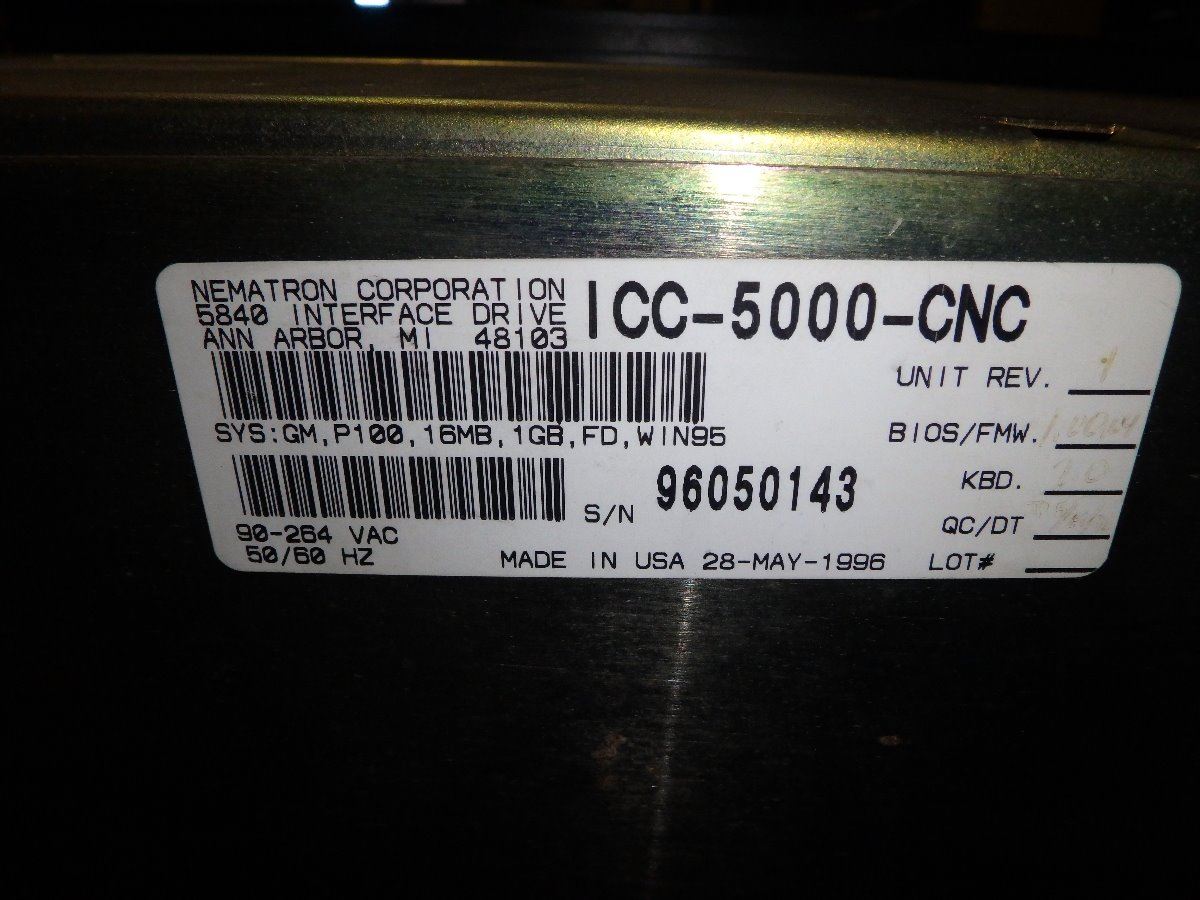 NEMATRON CORPORATION
5840 INTERFACE DRIVE
ANN ARBOR, MI 48103
ICC-5000-CNC
UNIT REV. 1
SYS:GM,P100,16MB,1GB,FD,WIN95
BIOS/FMW.
KBD.
S/N 96050143
QC/DT
90-264 VAC
50/60 HZ
MADE IN USA 28-MAY-1996
LOT#